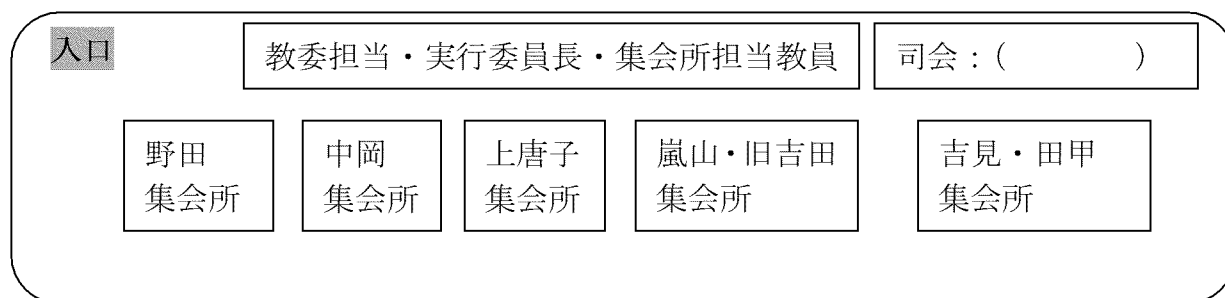 入口
教委担当・実行委員長・集会所担当教員
司会：(　　　　)
野田
集会所
中岡
集会所
上唐子
集会所
嵐山・旧吉田
集会所
吉見・田甲
集会所